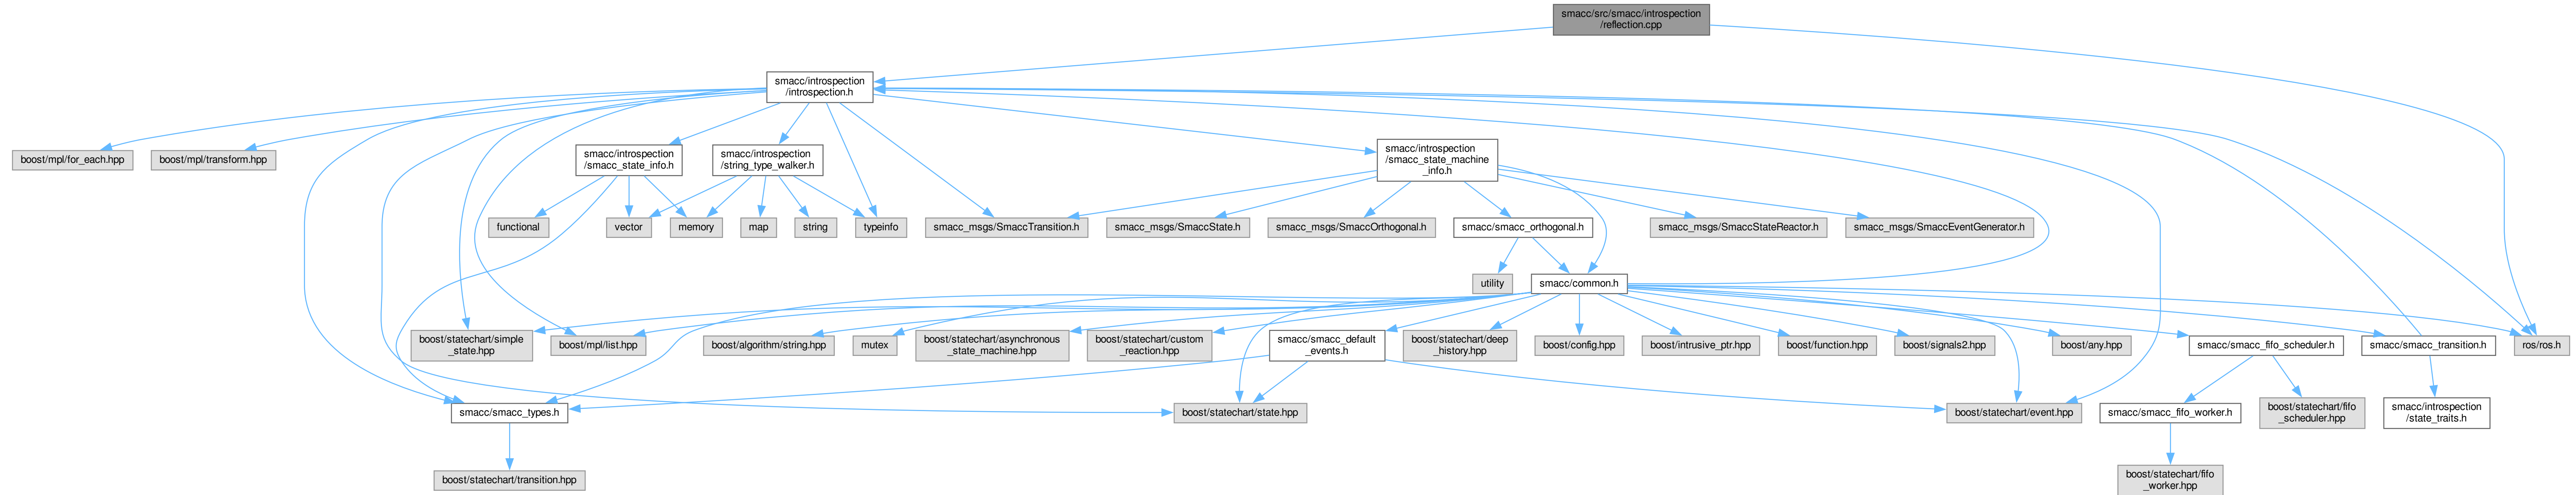 smacc/src/smacc/introspection
/reflection.cpp
smacc/introspection
/introspection.h
boost/mpl/for_each.hpp
boost/mpl/transform.hpp
smacc/introspection
/smacc_state_info.h
smacc/introspection
/string_type_walker.h
smacc/introspection
/smacc_state_machine
_info.h
functional
vector
memory
map
string
typeinfo
smacc_msgs/SmaccTransition.h
smacc_msgs/SmaccState.h
smacc_msgs/SmaccOrthogonal.h
smacc/smacc_orthogonal.h
smacc_msgs/SmaccStateReactor.h
smacc_msgs/SmaccEventGenerator.h
utility
smacc/common.h
boost/statechart/simple
_state.hpp
boost/mpl/list.hpp
boost/algorithm/string.hpp
mutex
boost/statechart/asynchronous
_state_machine.hpp
boost/statechart/custom
_reaction.hpp
smacc/smacc_default
_events.h
boost/statechart/deep
_history.hpp
boost/config.hpp
boost/intrusive_ptr.hpp
boost/function.hpp
boost/signals2.hpp
boost/any.hpp
smacc/smacc_fifo_scheduler.h
smacc/smacc_transition.h
ros/ros.h
smacc/smacc_types.h
boost/statechart/state.hpp
boost/statechart/event.hpp
smacc/smacc_fifo_worker.h
boost/statechart/fifo
_scheduler.hpp
smacc/introspection
/state_traits.h
boost/statechart/transition.hpp
boost/statechart/fifo
_worker.hpp